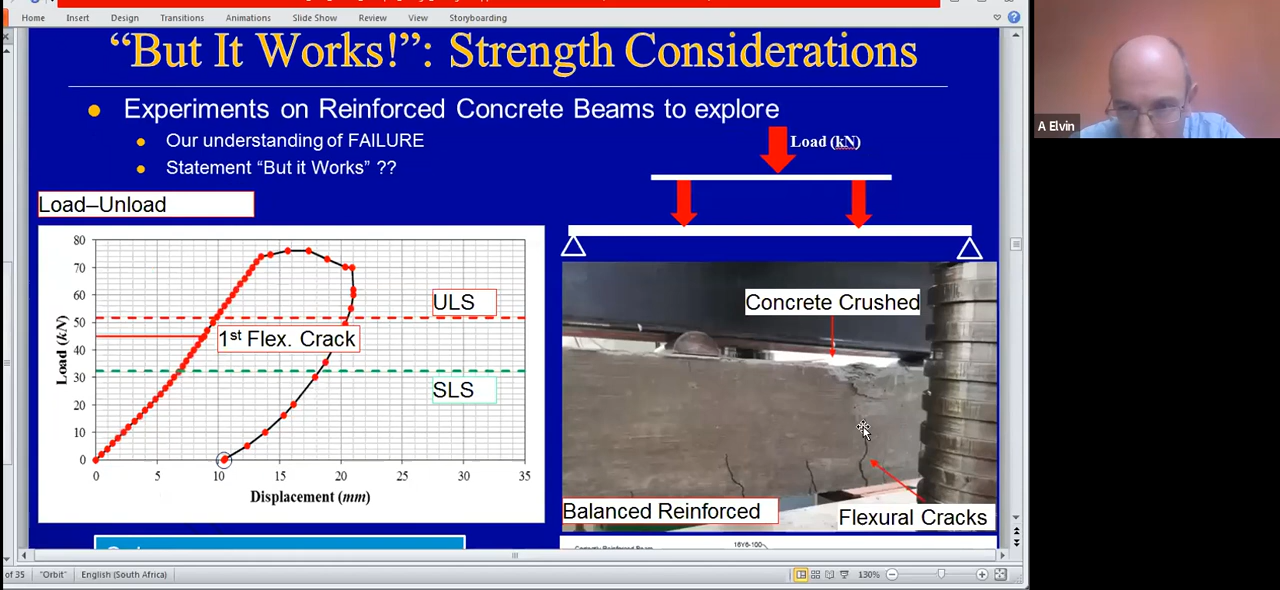 Home Insert Design Transitions Animations Slide Show Review View Storyboarding
“But It Works!”: Strength Considerations
Experiments on Reinforced Concrete Beams to explore
Our understanding of FAILURE
Statement “But it Works” ??
Load (kN)
Load–Unload
80
70
60
50
40
30
20
10
0
Load (kN)
ULS
1st Flex. Crack
SLS
0 5 10 15 20 25 30 35
Displacement (mm)
Concrete Crushed
Balanced Reinforced
Flexural Cracks
16Y6-100
A Elvin
of 35 "Orbit" English (South Africa) 130%